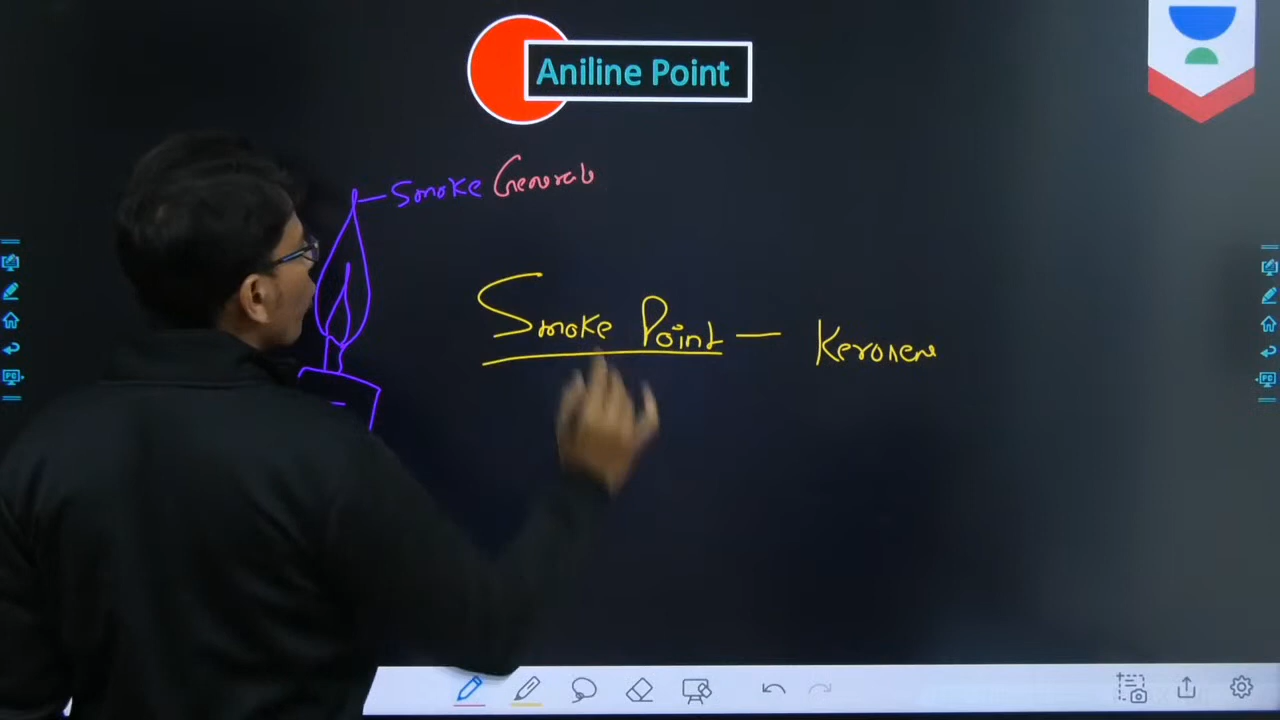 Aniline Point
Smoke Generate
Smoke Point — Kerosene